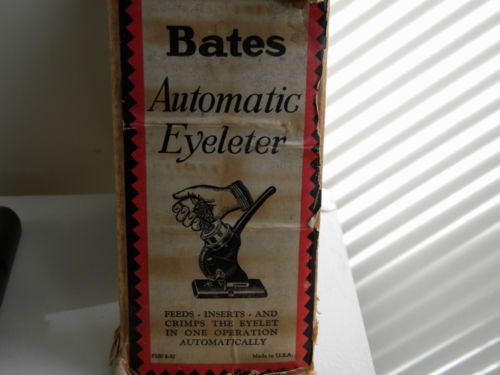 Bates
Automatic
Eyeleter
FEEDS - INSERTS - AND
CRIMPS THE EYELET
IN ONE OPERATION
AUTOMATICALLY
Made in U.S.A.